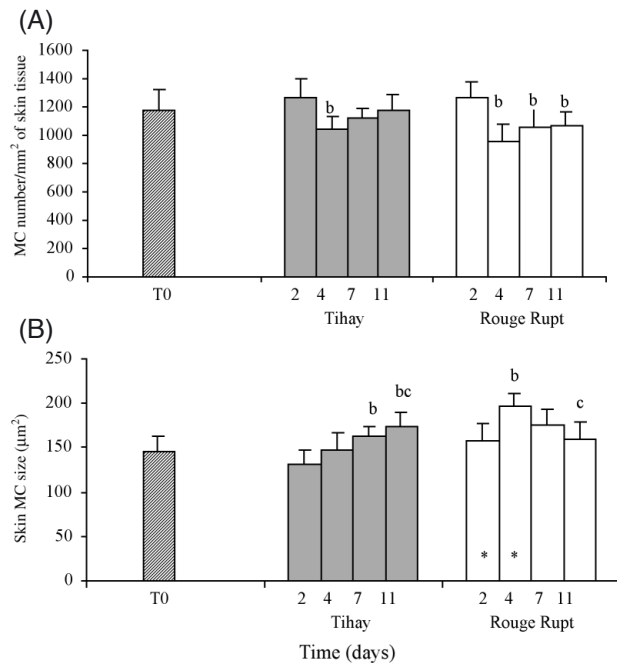 (A)
MC number/mm² of skin tissue
1600
1400
1200
1000
800
600
400
200
0
b
b
b
b
T0
2 4 7 11
2 4 7 11
Tihay
Rouge Rupt
(B)
Skin MC size (µm²)
250
200
150
100
50
0
b
bc
b
c
*
*
T0
2 4 7 11
2 4 7 11
Tihay
Rouge Rupt
Time (days)